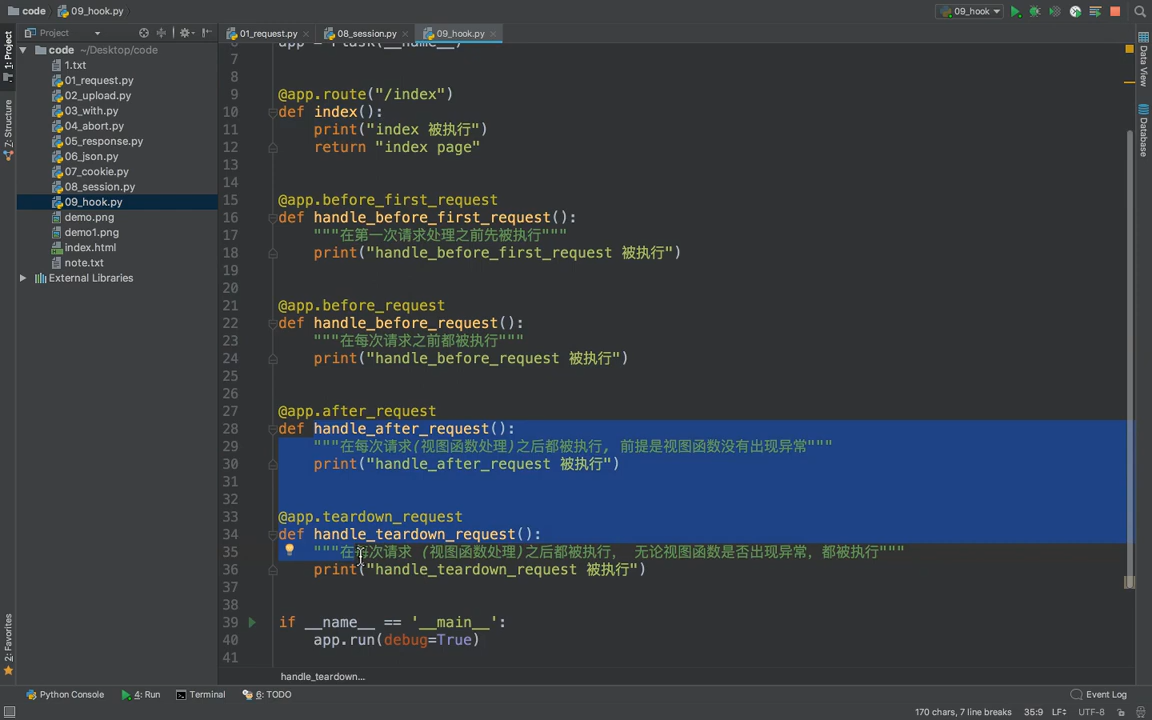 code 09_hook.py
09_hook
Project
01_request.py
08_session.py
09_hook.py
1: Project
Z: Structure
2: Favorites
Data View
Database
code ~/Desktop/code
1.txt
01_request.py
02_upload.py
03_with.py
04_abort.py
05_response.py
06_json.py
07_cookie.py
08_session.py
09_hook.py
demo.png
demo1.png
index.html
note.txt
External Libraries
7
8
9 @app.route("/index")
10 def index():
11 print("index 被执行")
12 return "index page"
13
14
15 @app.before_first_request
16 def handle_before_first_request():
17 """在第一次请求处理之前先被执行"""
18 print("handle_before_first_request 被执行")
19
20
21 @app.before_request
22 def handle_before_request():
23 """在每次请求之前都被执行"""
24 print("handle_before_request 被执行")
25
26
27 @app.after_request
28 def handle_after_request():
29 """在每次请求(视图函数处理)之后都被执行, 前提是视图函数没有出现异常"""
30 print("handle_after_request 被执行")
31
32
33 @app.teardown_request
34 def handle_teardown_request():
35 """在每次请求 (视图函数处理)之后都被执行, 无论视图函数是否出现异常, 都被执行"""
36 print("handle_teardown_request 被执行")
37
38
39 if __name__ == '__main__':
40 app.run(debug=True)
41
handle_teardown...
Python Console
4: Run
Terminal
6: TODO
Event Log
170 chars, 7 line breaks 35:9 LF÷ UTF-8